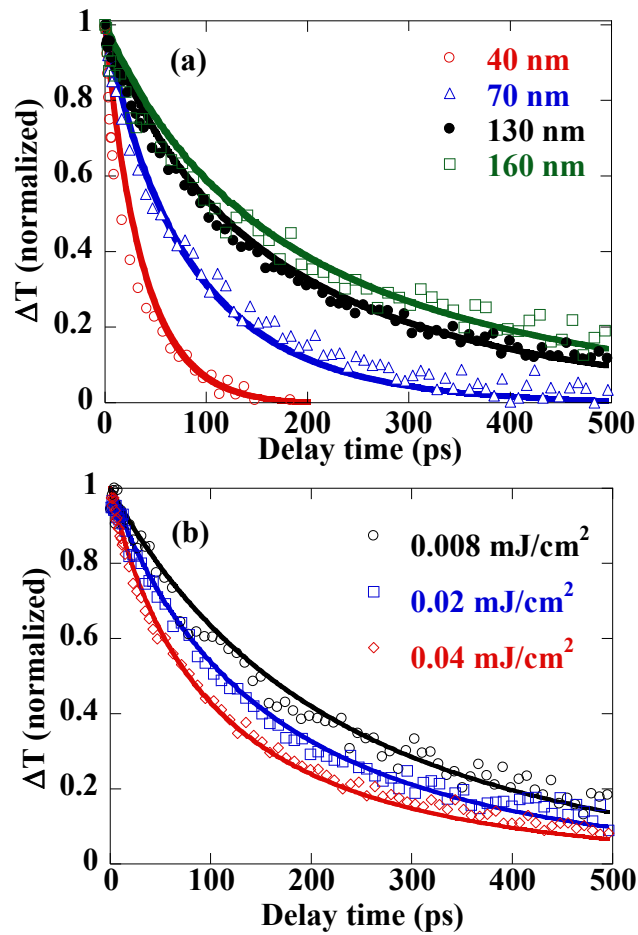 (a)
40 nm
70 nm
130 nm
160 nm
ΔT (normalized)
1
0.8
0.6
0.4
0.2
0
0 100 200 300 400 500
Delay time (ps)
(b)
0.008 mJ/cm²
0.02 mJ/cm²
0.04 mJ/cm²
ΔT (normalized)
1
0.8
0.6
0.4
0.2
0
0 100 200 300 400 500
Delay time (ps)